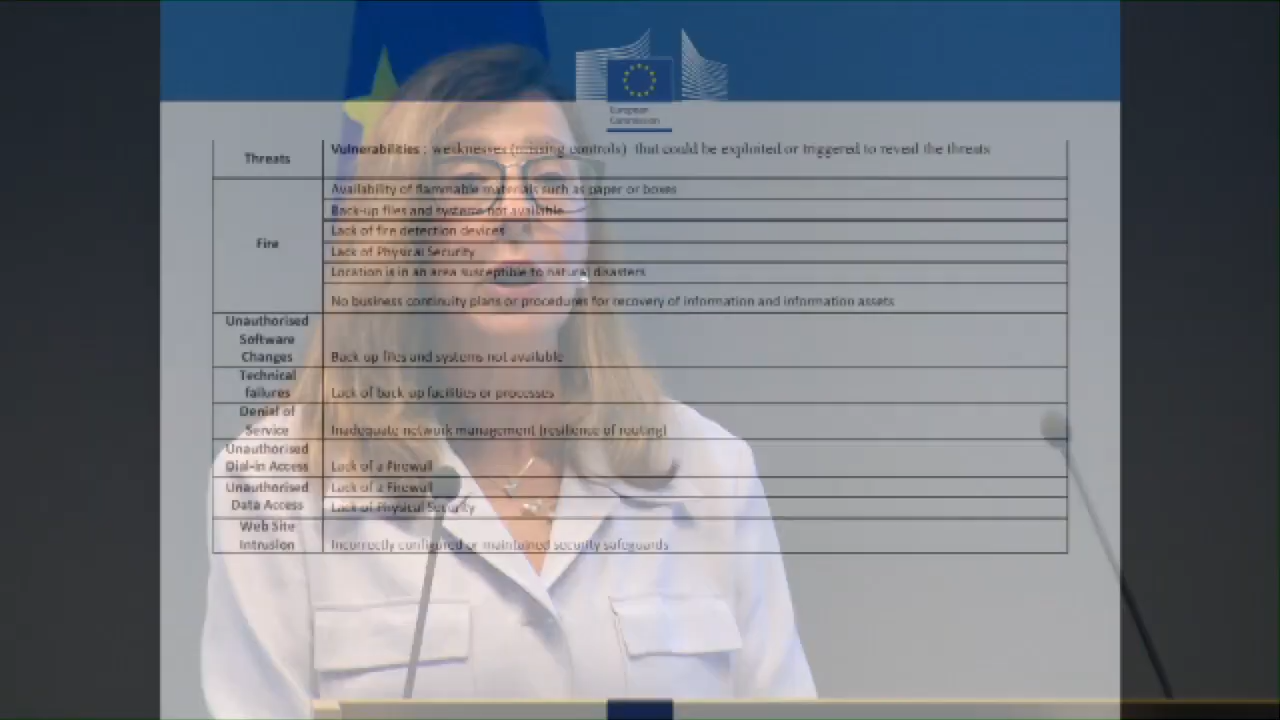 European
Commission
Threats
Vulnerabilities : weaknesses (missing controls) that could be exploited or triggered to reveal the threats
Fire
Availability of flammable materials such as paper or boxes
Back-up files and systems not available
Lack of fire detection devices
Lack of Physical Security
Location is in an area susceptible to natural disasters
No business continuity plans or procedures for recovery of information and information assets
Unauthorised
Software
Changes
Back up files and systems not available
Technical
failures
Lack of back up facilities or processes
Denial of
Service
Inadequate network management (resilience of routing)
Unauthorised
Dial-in Access
Lack of a Firewall
Unauthorised
Data Access
Lack of a Firewall
Lack of Physical Security
Web Site
Intrusion
Incorrectly configured or maintained security safeguards